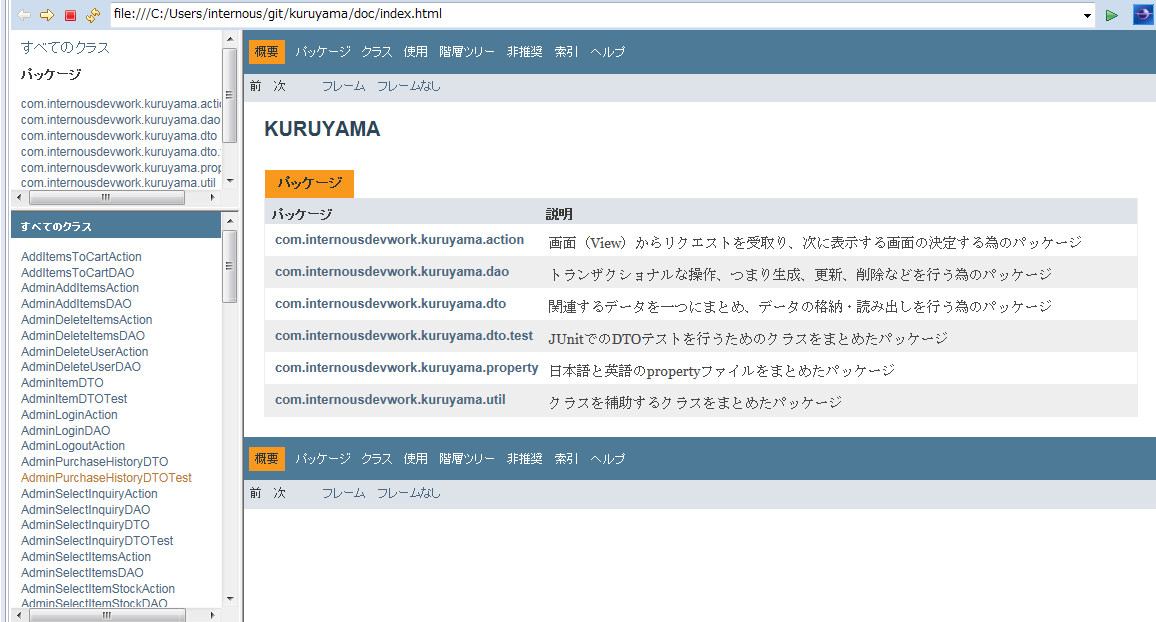 file:///C:/Users/internous/git/kuruyama/doc/index.html
すべてのクラス
パッケージ
com.internousdevwork.kuruyama.actio
com.internousdevwork.kuruyama.dao
com.internousdevwork.kuruyama.dto
com.internousdevwork.kuruyama.dto.
com.internousdevwork.kuruyama.prop
com.internousdevwork.kuruyama.util
すべてのクラス
AddItemsToCartAction
AddItemsToCartDAO
AdminAddItemsAction
AdminAddItemsDAO
AdminDeleteItemsAction
AdminDeleteItemsDAO
AdminDeleteUserAction
AdminDeleteUserDAO
AdminItemDTO
AdminItemDTOTest
AdminLoginAction
AdminLoginDAO
AdminLogoutAction
AdminPurchaseHistoryDTO
AdminPurchaseHistoryDTOTest
AdminSelectInquiryAction
AdminSelectInquiryDAO
AdminSelectInquiryDTO
AdminSelectInquiryDTOTest
AdminSelectItemsAction
AdminSelectItemsDAO
AdminSelectItemStockAction
AdminSelectItemStockDAO
概要 パッケージ クラス 使用 階層ツリー 非推奨 索引 ヘルプ
前 次 フレーム フレームなし
KURUYAMA
パッケージ
パッケージ 説明
com.internousdevwork.kuruyama.action 画面（View）からリクエストを受取り、次に表示する画面の決定する為のパッケージ
com.internousdevwork.kuruyama.dao トランザクショナルな操作、つまり生成、更新、削除などを行う為のパッケージ
com.internousdevwork.kuruyama.dto 関連するデータを一つにまとめ、データの格納・読み出しを行う為のパッケージ
com.internousdevwork.kuruyama.dto.test JUnitでのDTOテストを行うためのクラスをまとめたパッケージ
com.internousdevwork.kuruyama.property 日本語と英語のpropertyファイルをまとめたパッケージ
com.internousdevwork.kuruyama.util クラスを補助するクラスをまとめたパッケージ
概要 パッケージ クラス 使用 階層ツリー 非推奨 索引 ヘルプ
前 次 フレーム フレームなし